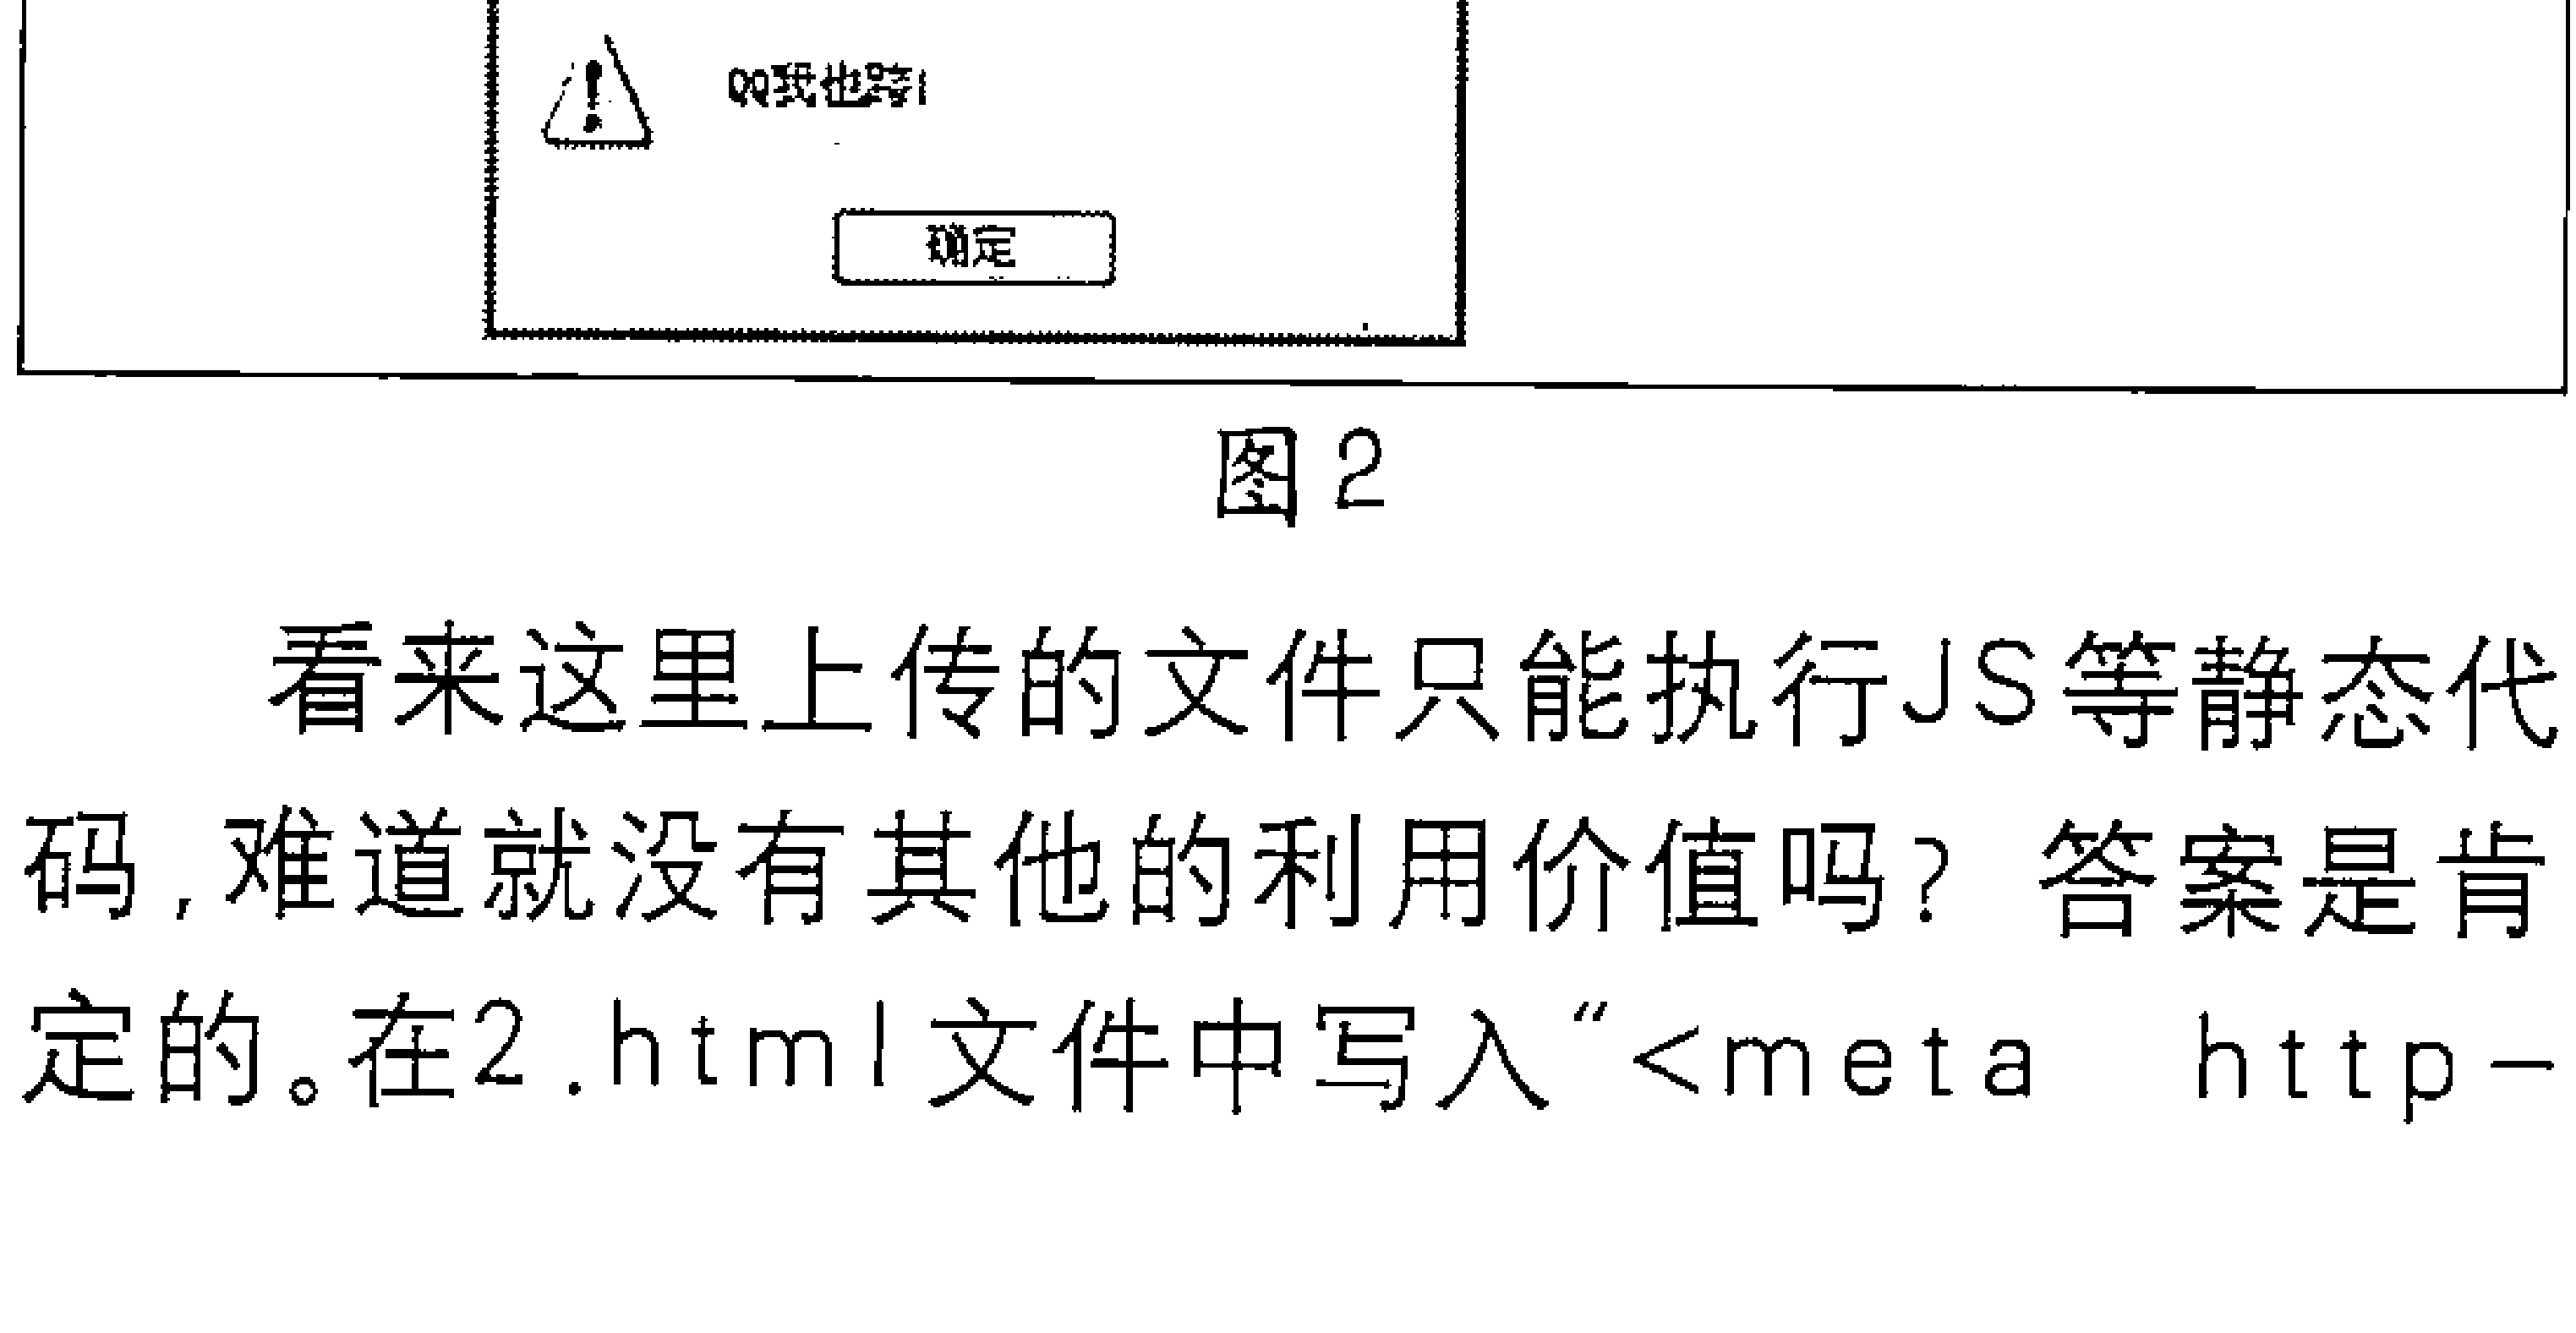 QQ我也跨!
确定
图2
看来这里上传的文件只能执行JS等静态代
码,难道就没有其他的利用价值吗? 答案是肯
定的。在2.html文件中写入“<meta http-